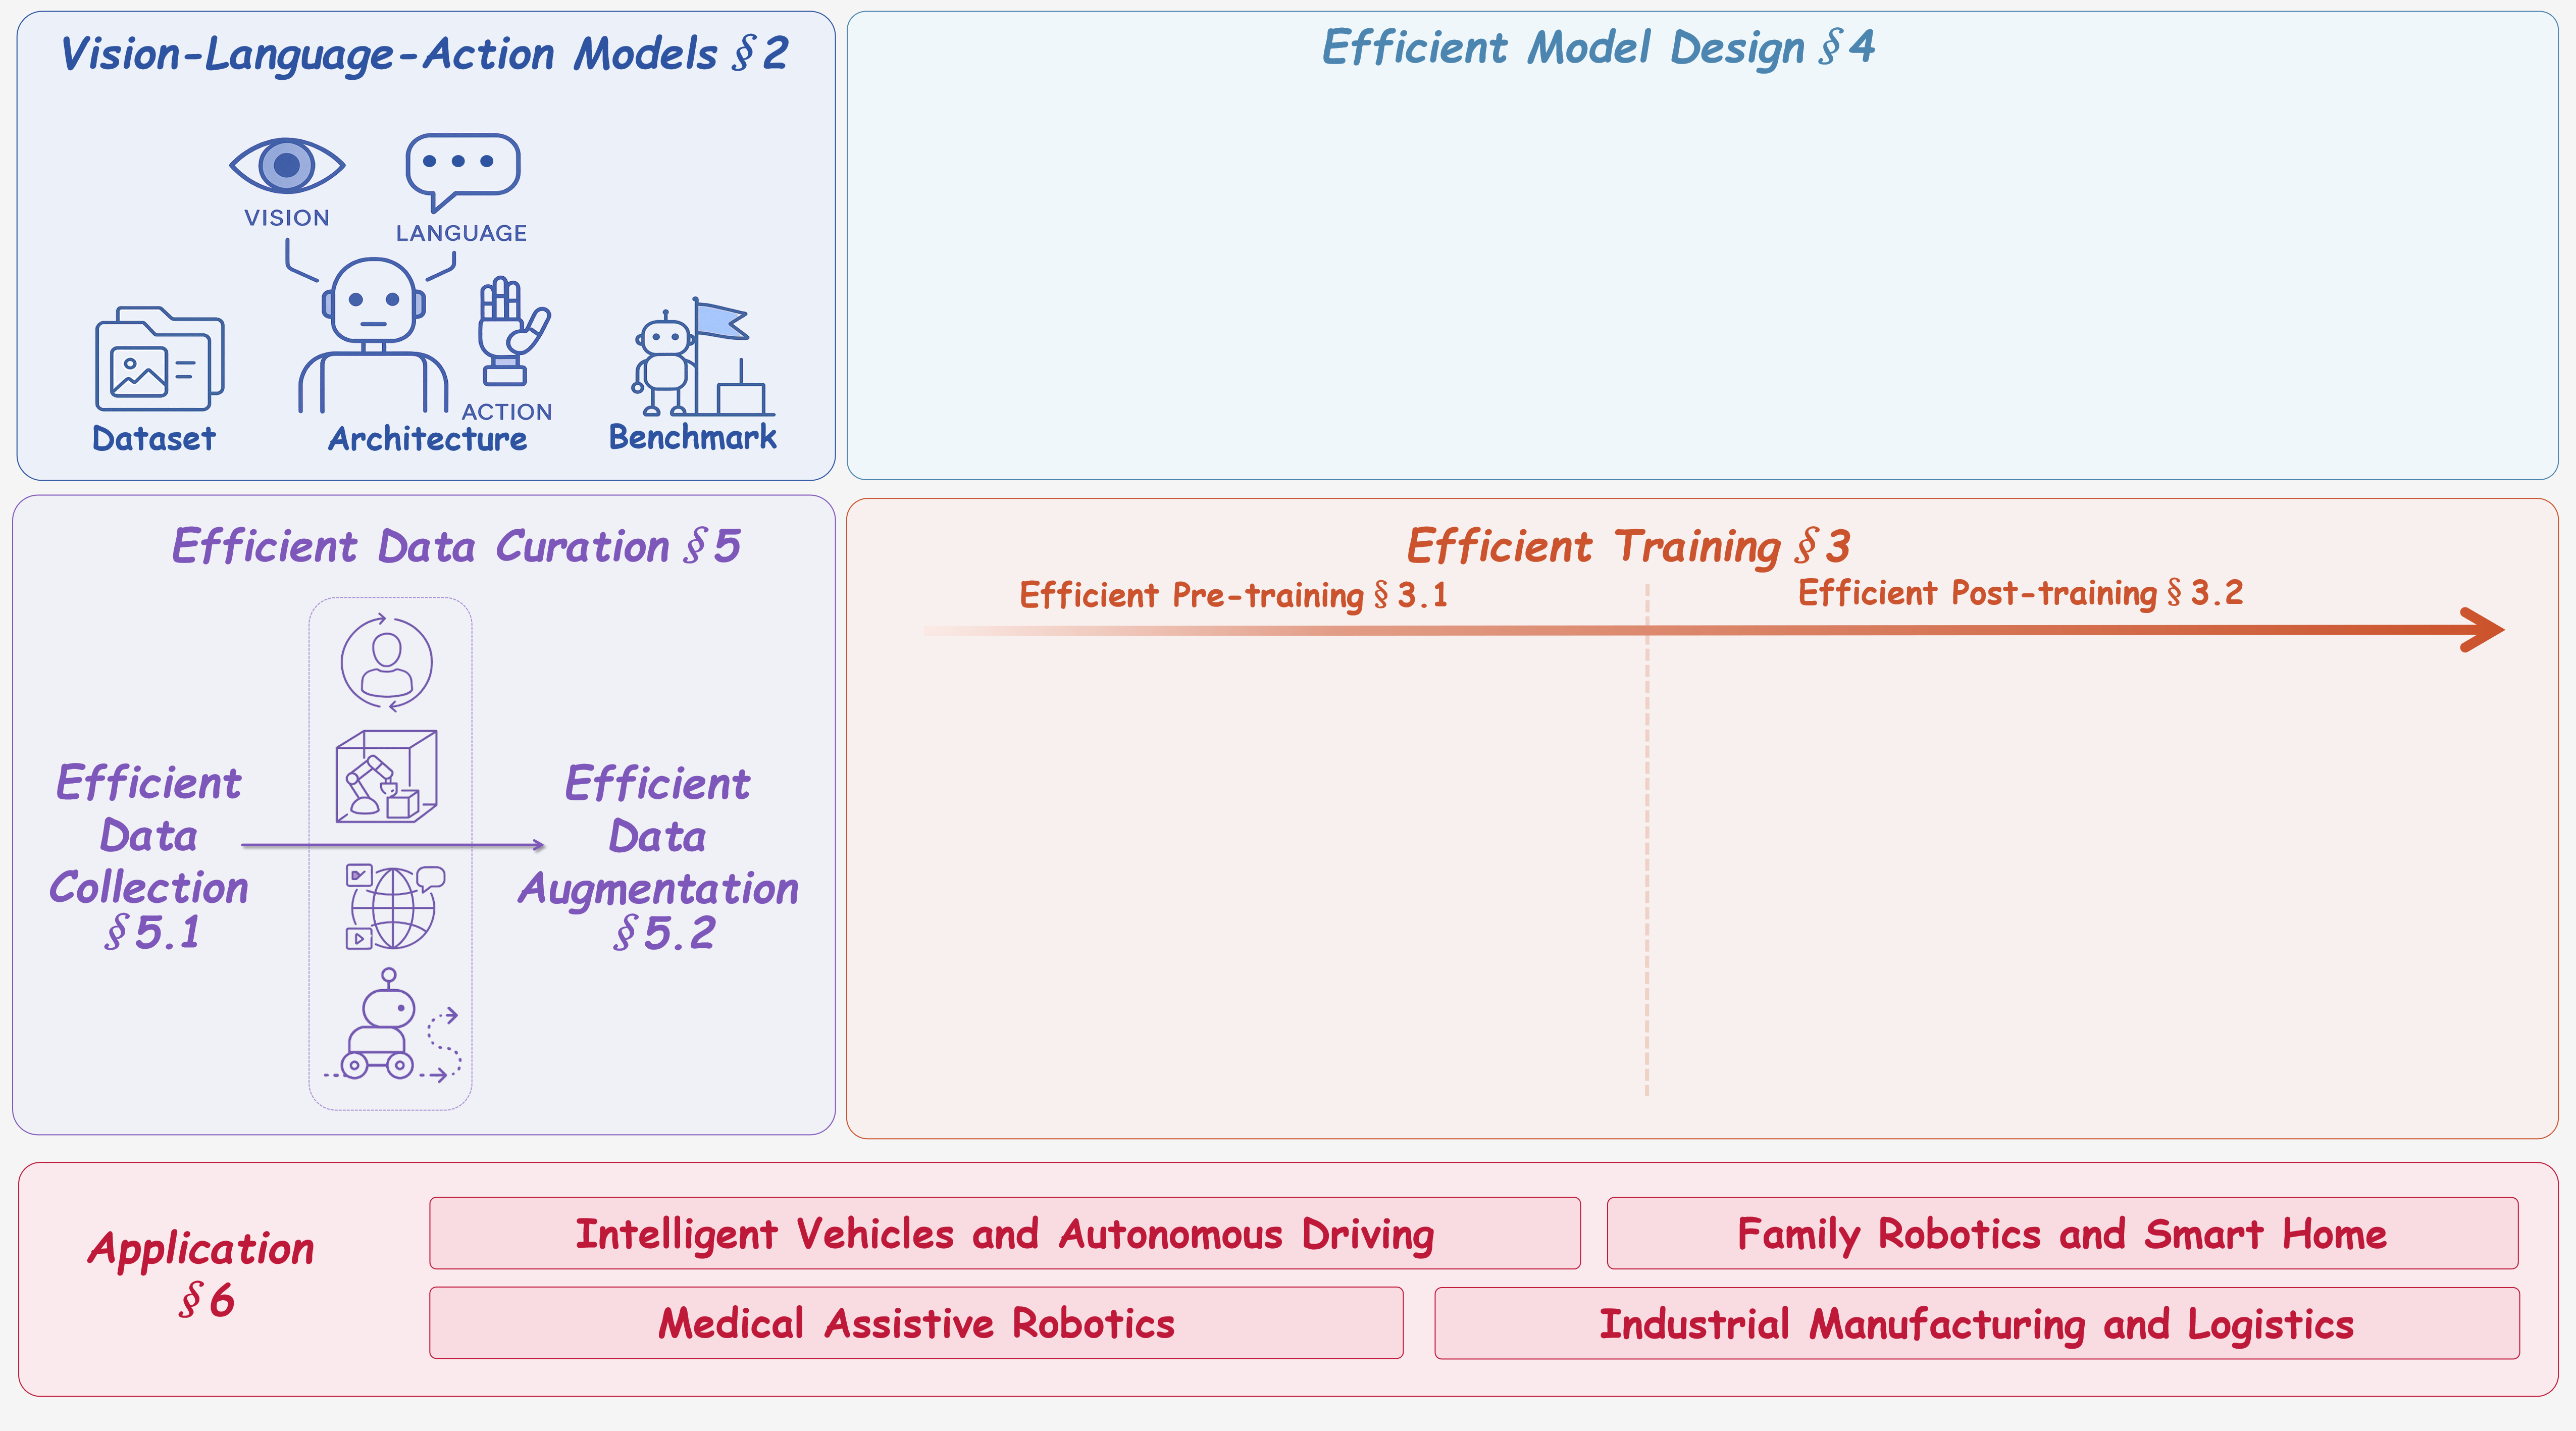 Vision-Language-Action Models §2
VISION
LANGUAGE
ACTION
Dataset
Architecture
Benchmark
Efficient Model Design §4
Efficient Data Curation §5
Efficient
Data
Collection
§5.1
Efficient
Data
Augmentation
§5.2
Efficient Training §3
Efficient Pre-training § 3.1
Efficient Post-training § 3.2
Application
§6
Intelligent Vehicles and Autonomous Driving
Family Robotics and Smart Home
Medical Assistive Robotics
Industrial Manufacturing and Logistics